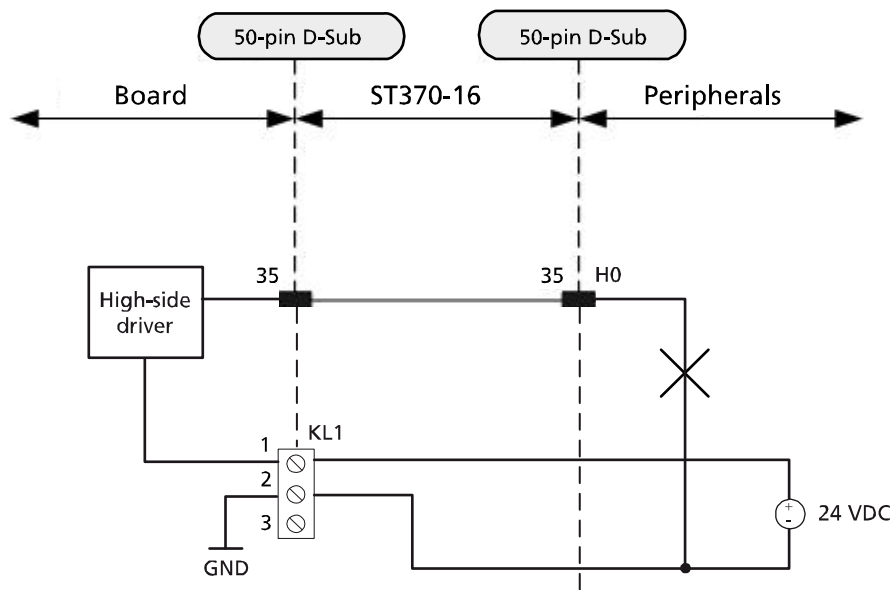 50-pin D-Sub
50-pin D-Sub
Board
ST370-16
Peripherals
35
35
H0
High-side
driver
KL1
1
2
3
+
-
24 VDC
GND